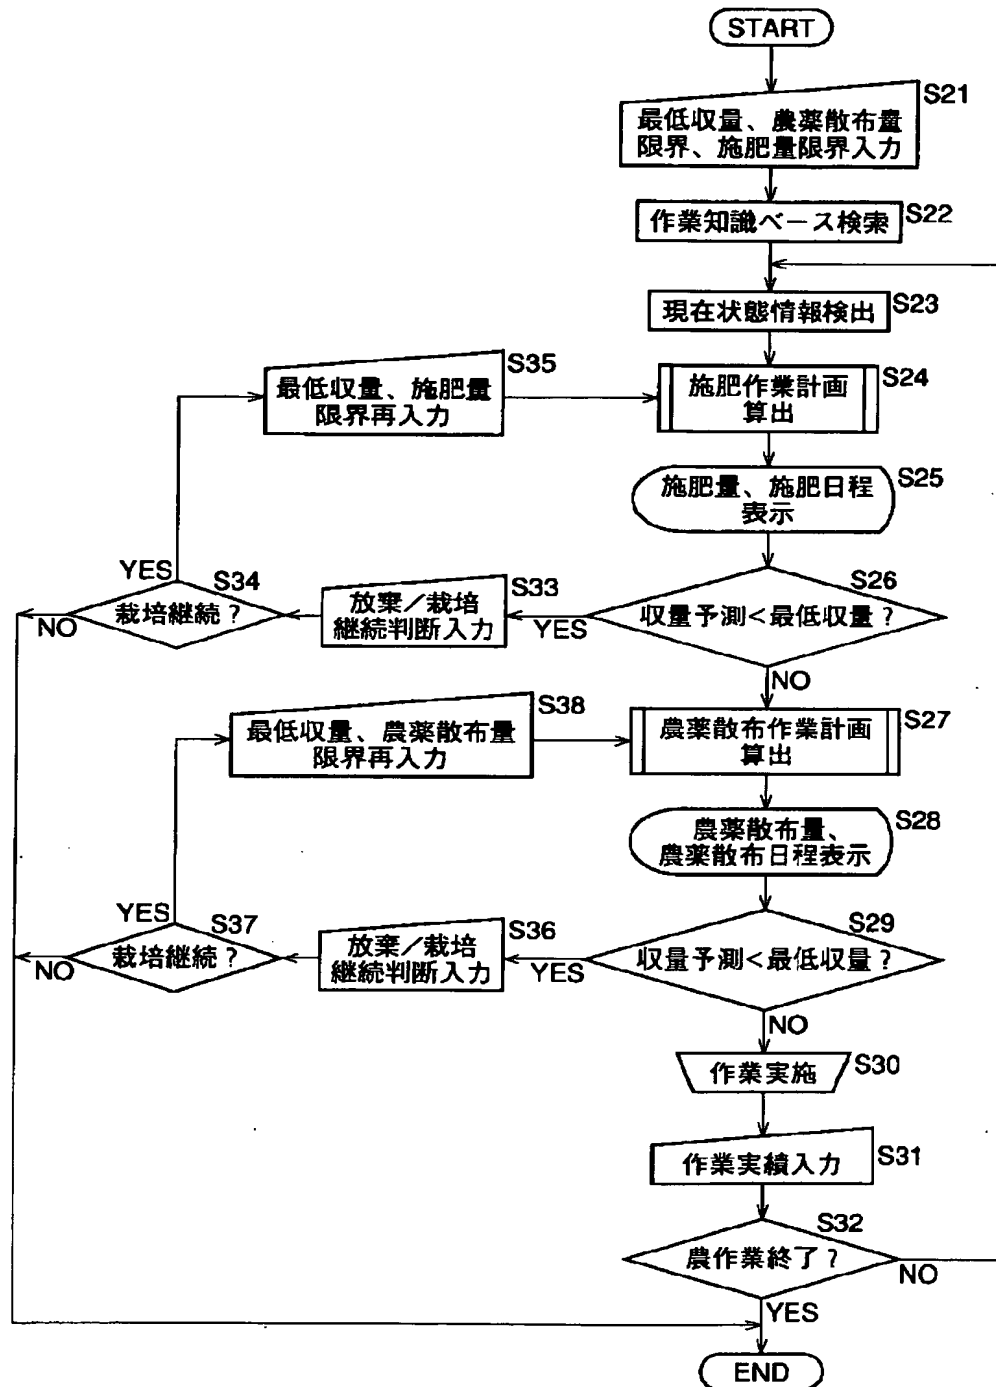 START
S21
最低収量、農薬散布量
限界、施肥量限界入力
S22
作業知識ベース検索
S23
現在状態情報検出
S35
最低収量、施肥量
限界再入力
S24
施肥作業計画
算出
S25
施肥量、施肥日程
表示
YES
S34
栽培継続?
NO
S33
放棄/栽培
継続判断入力
YES
S26
収量予測<最低収量?
NO
S38
最低収量、農薬散布量
限界再入力
S27
農薬散布作業計画
算出
S28
農薬散布量、
農薬散布日程表示
YES
S37
栽培継続?
NO
S36
放棄/栽培
継続判断入力
YES
S29
収量予測<最低収量?
NO
作業実施
S30
作業実績入力
S31
S32
農作業終了?
NO
YES
END